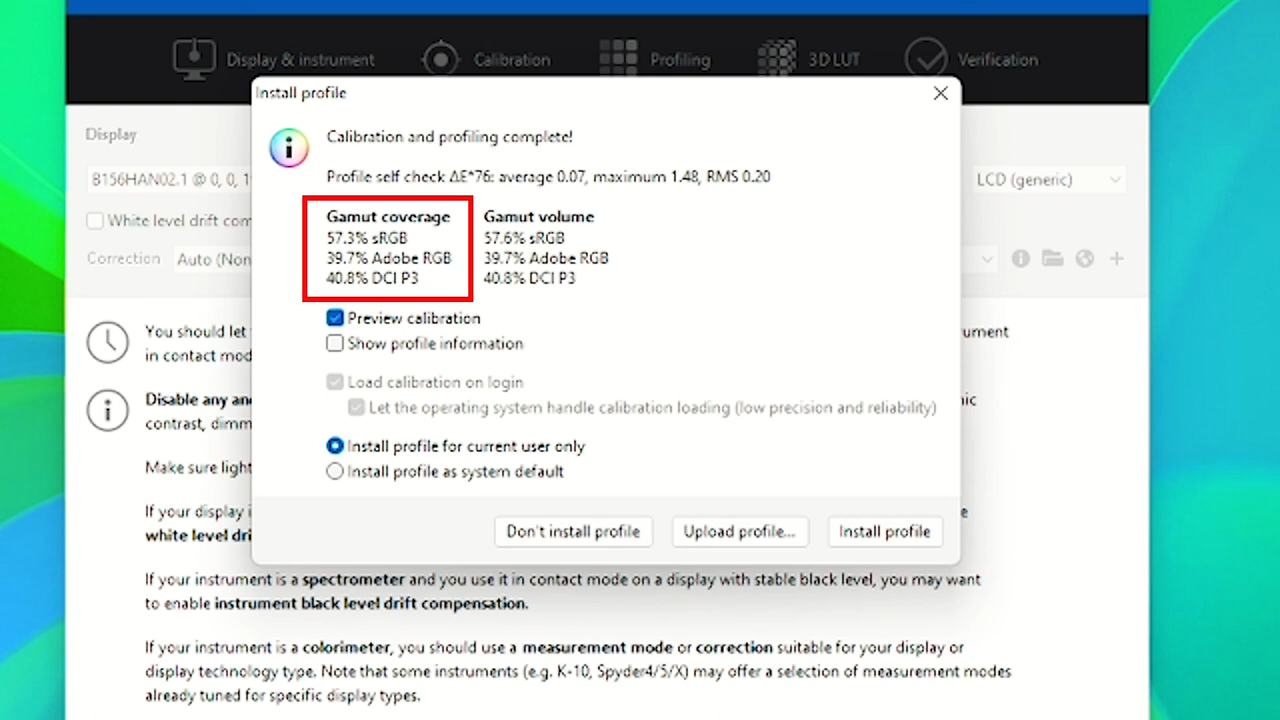 Display & instrument Calibration Profiling 3D LUT Verification
Install profile
Display
Calibration and profiling complete!
B156HAN02.1 @ 0, 0, 1
LCD (generic)
Profile self check ΔE*76: average 0.07, maximum 1.48, RMS 0.20
White level drift com
Gamut coverage Gamut volume
57.3% sRGB 57.6% sRGB
39.7% Adobe RGB 39.7% Adobe RGB
40.8% DCI P3 40.8% DCI P3
Correction Auto (Non
Preview calibration
Show profile information
You should let
in contact mod
Load calibration on login
Let the operating system handle calibration loading (low precision and reliability)
Disable any an
contrast, dimm
Install profile for current user only
Install profile as system default
Make sure light
If your display i
white level dri
Don't install profile Upload profile... Install profile
If your instrument is a spectrometer and you use it in contact mode on a display with stable black level, you may want
to enable instrument black level drift compensation.
If your instrument is a colorimeter, you should use a measurement mode or correction suitable for your display or
display technology type. Note that some instruments (e.g. K-10, Spyder4/5/X) may offer a selection of measurement modes
already tuned for specific display types.